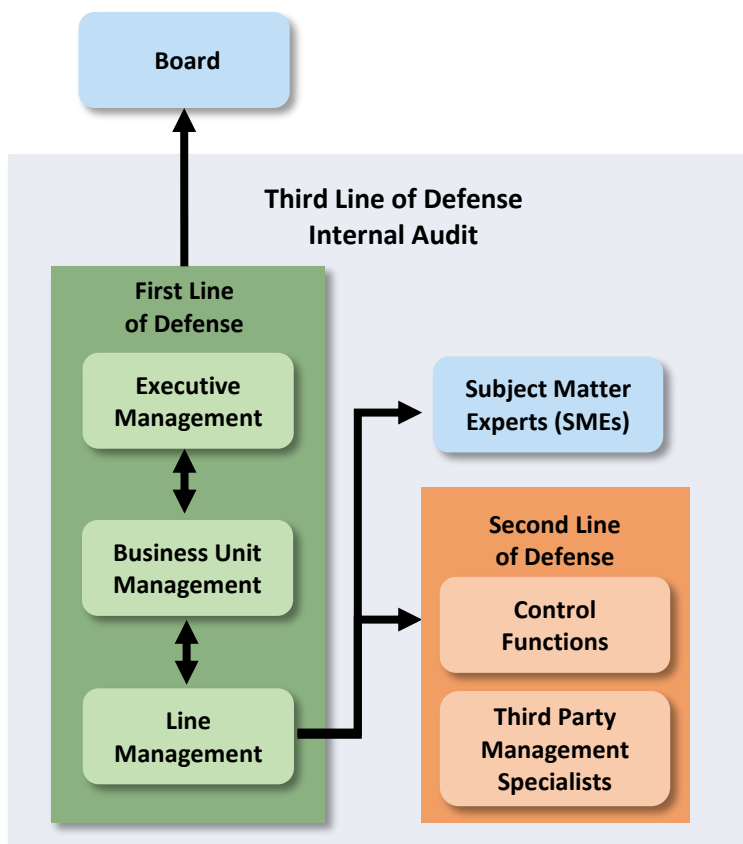 Board
Third Line of Defense
Internal Audit
First Line
of Defense
Executive
Management
Business Unit
Management
Line
Management
Subject Matter
Experts (SMEs)
Second Line
of Defense
Control
Functions
Third Party
Management
Specialists